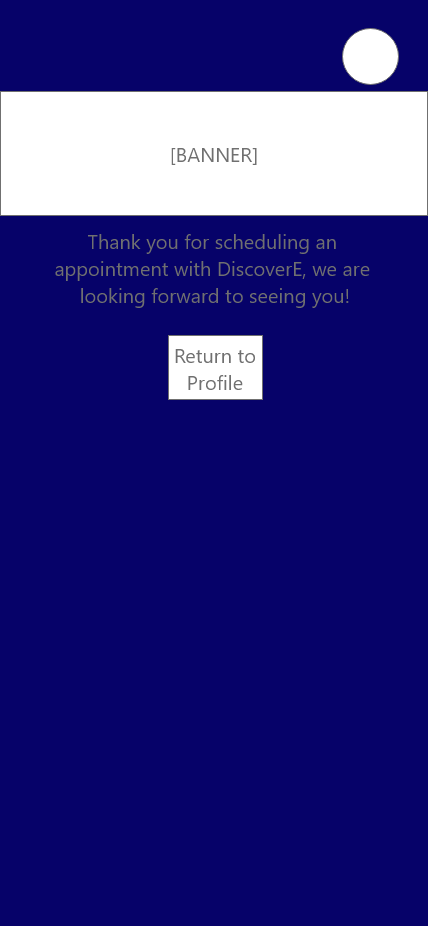 [BANNER]
Thank you for scheduling an
appointment with DiscoverE, we are
looking forward to seeing you!
Return to
Profile